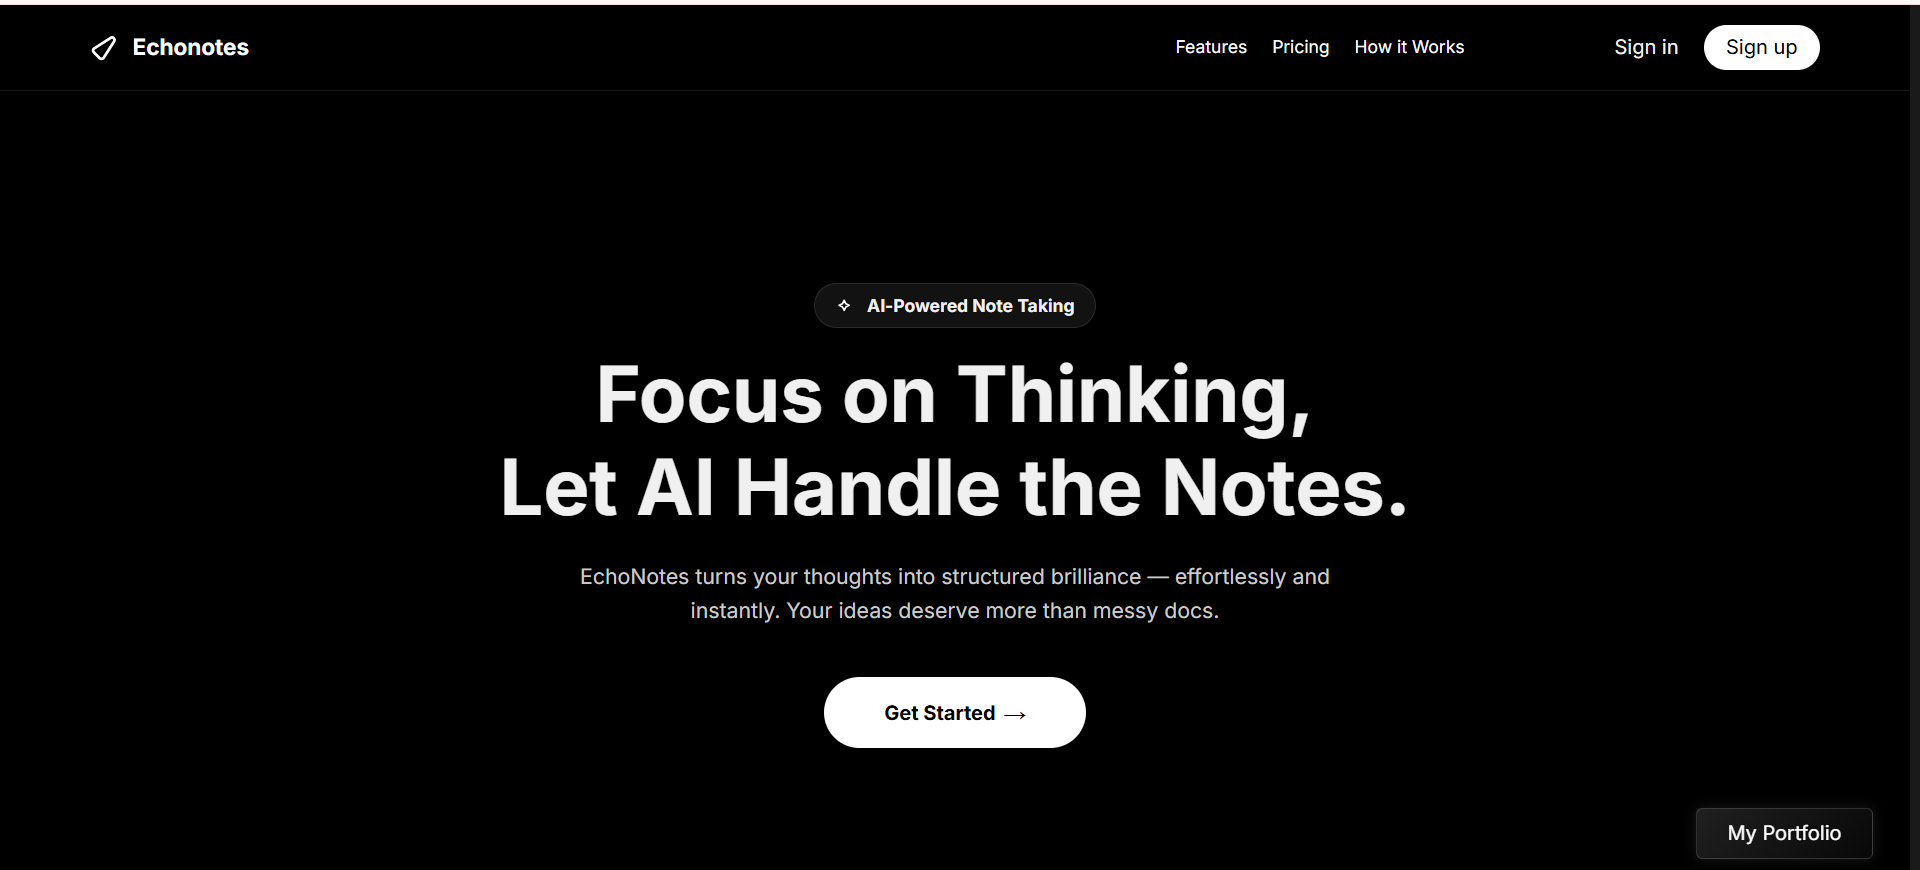 Echonotes
Features Pricing How it Works Sign in Sign up
AI-Powered Note Taking
Focus on Thinking,
Let AI Handle the Notes.
EchoNotes turns your thoughts into structured brilliance — effortlessly and
instantly. Your ideas deserve more than messy docs.
Get Started →
My Portfolio